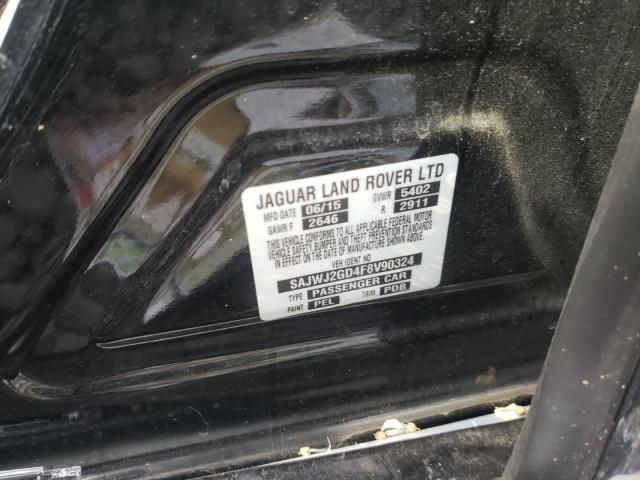 JAGUAR LAND ROVER LTD
MFD DATE 06/15 GVWR 5402
GAWR F 2646 R 2911
THIS VEHICLE CONFORMS TO ALL APPLICABLE FEDERAL MOTOR
VEHICLE SAFETY, BUMPER AND THEFT PREVENTION STANDARDS
IN EFFECT ON THE DATE OF MANUFACTURE SHOWN ABOVE.
VEH IDENT NO
SAJWJ2GD4F8V90324
TYPE PASSENGER CAR
PAINT PEL TRIM PDB